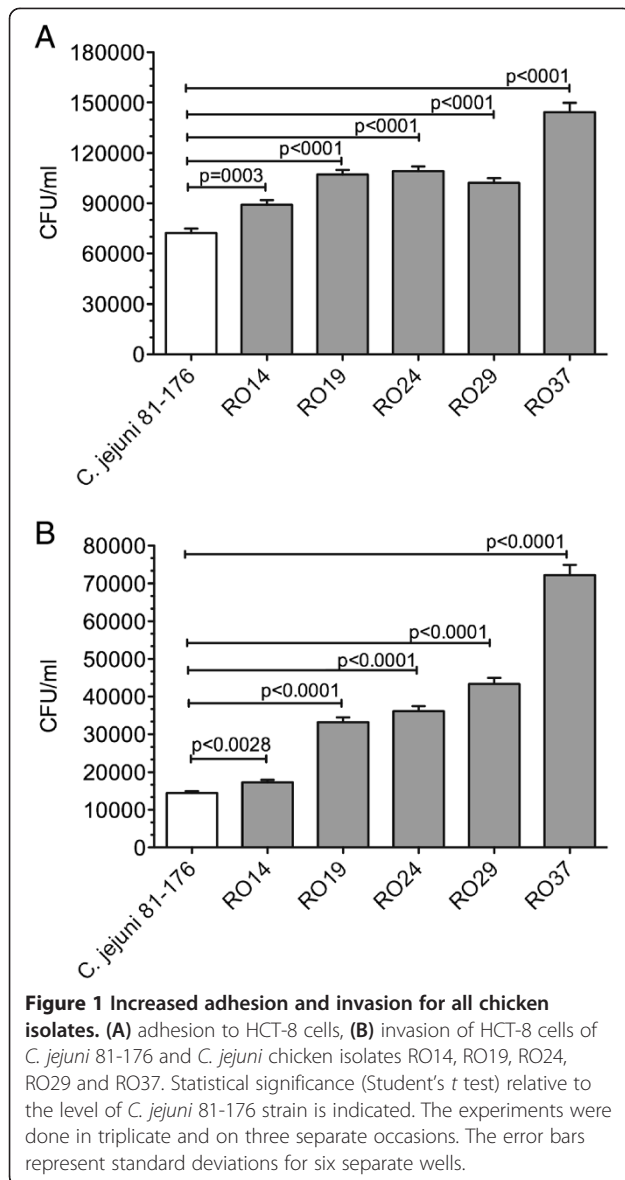 A
180000
150000
120000
90000
60000
30000
0
CFU/ml
p<0001
p<0001
p<0001
p<0001
p=0003
C. jejuni 81-176
RO14
RO19
RO24
RO29
RO37
B
80000
70000
60000
50000
40000
30000
20000
10000
0
CFU/ml
p<0.0001
p<0.0001
p<0.0001
p<0.0001
p<0.0028
C. jejuni 81-176
RO14
RO19
RO24
RO29
RO37
Figure 1 Increased adhesion and invasion for all chicken
isolates. (A) adhesion to HCT-8 cells, (B) invasion of HCT-8 cells of
C. jejuni 81-176 and C. jejuni chicken isolates RO14, RO19, RO24,
RO29 and RO37. Statistical significance (Student's t test) relative to
the level of C. jejuni 81-176 strain is indicated. The experiments were
done in triplicate and on three separate occasions. The error bars
represent standard deviations for six separate wells.